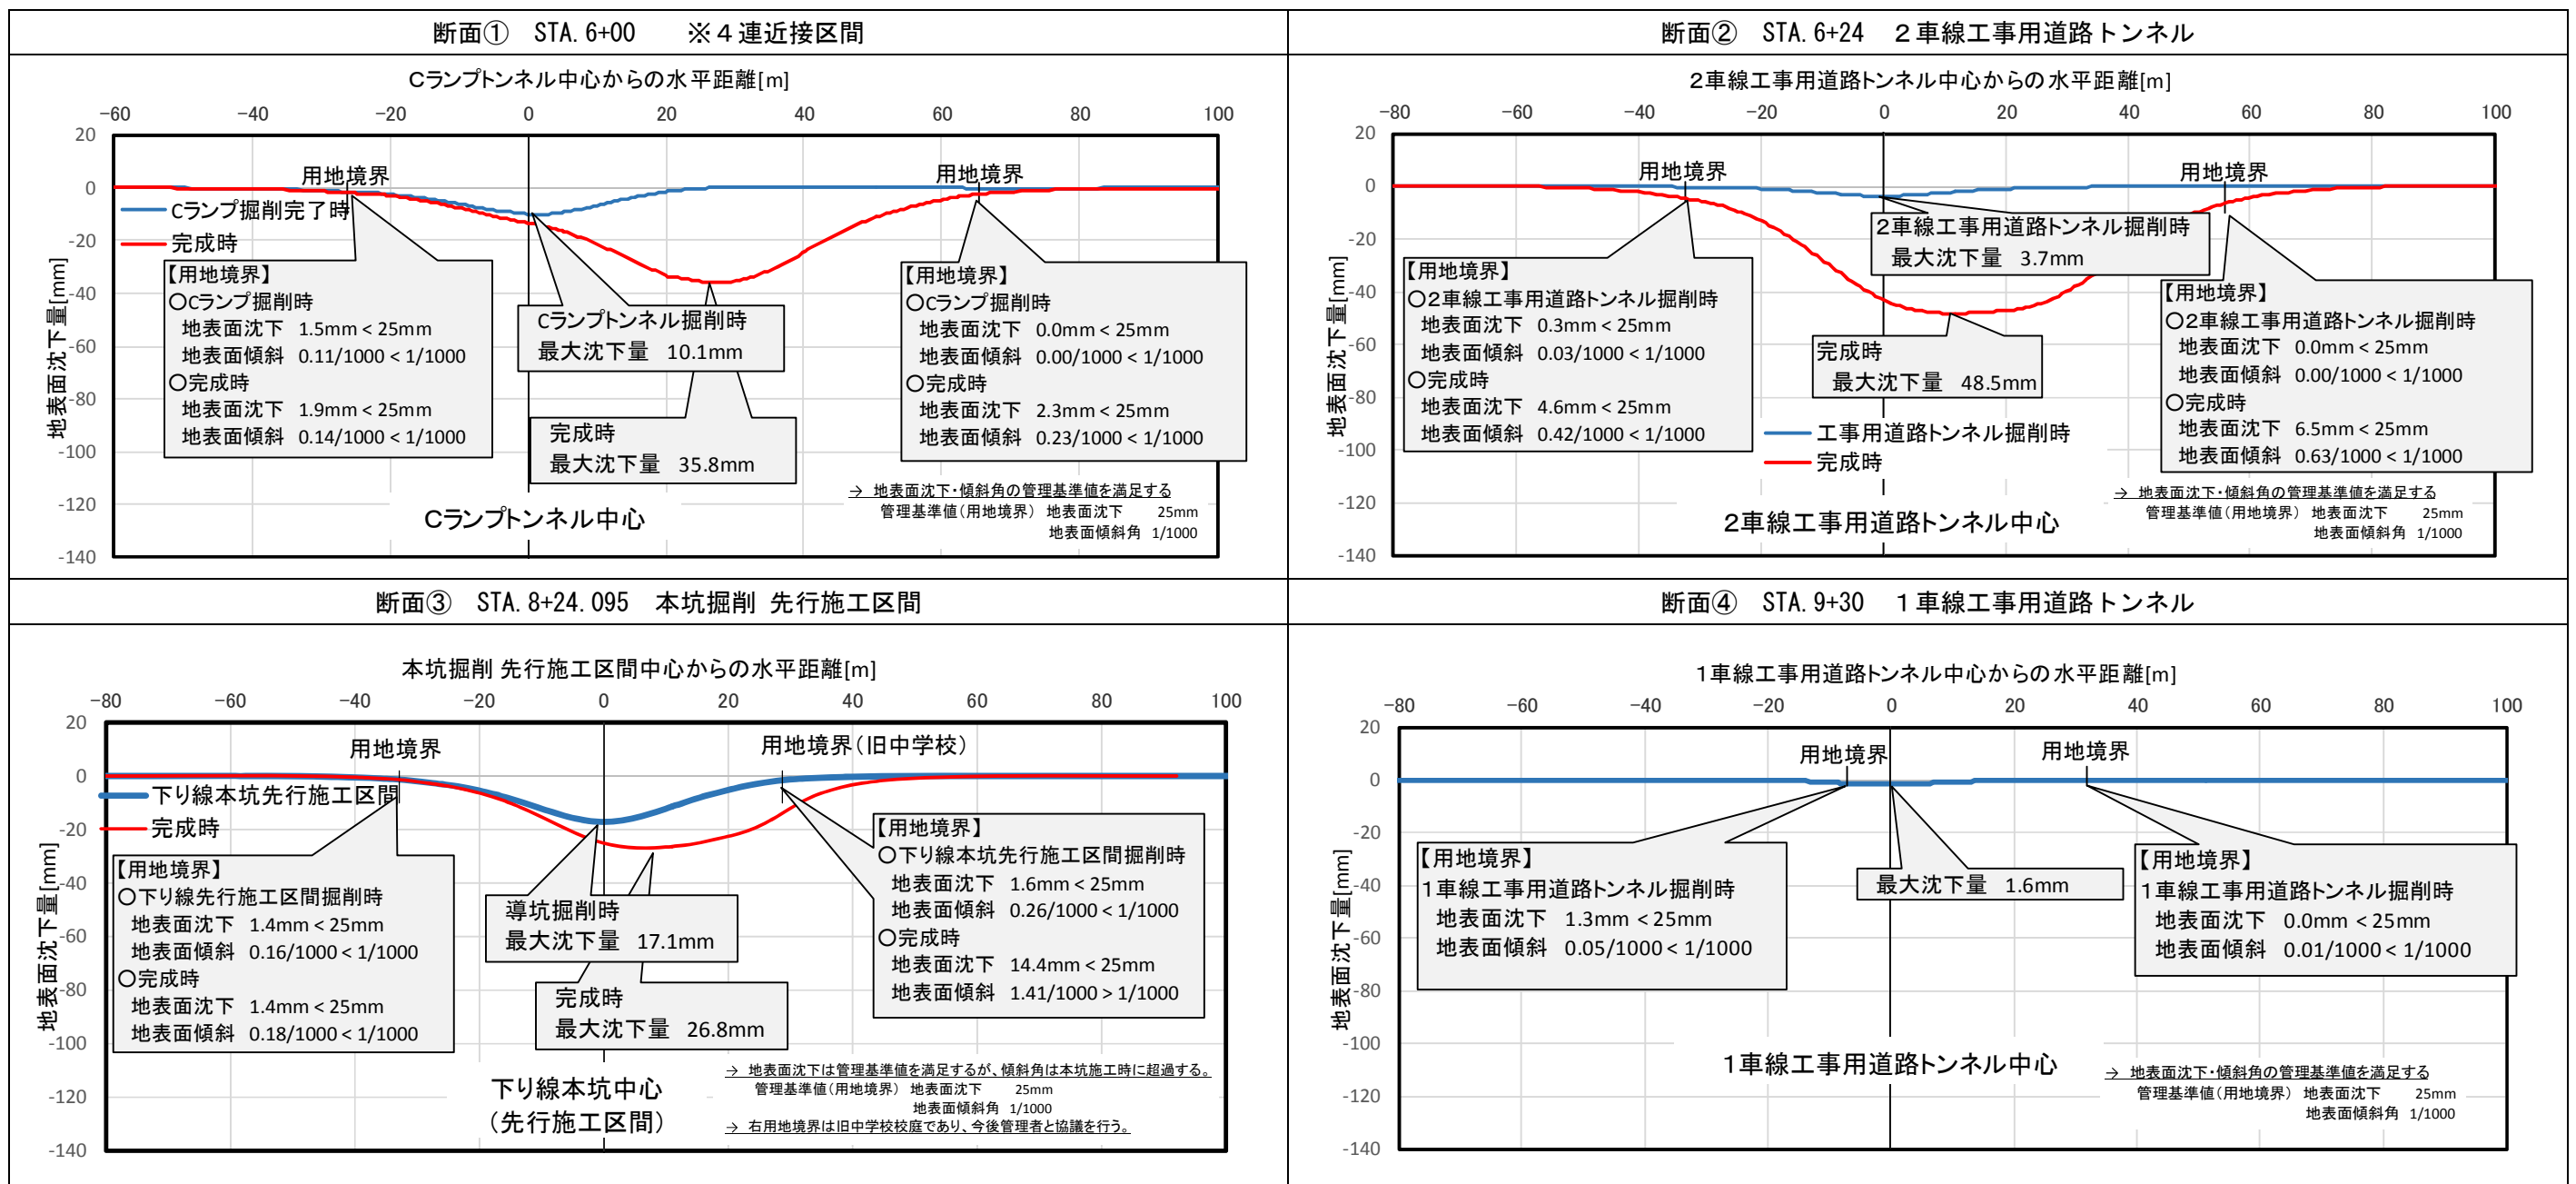 断面① STA.6+00 ※４連近接区間
Cランプトンネル中心からの水平距離[m]
-60 -40 -20 0 20 40 60 80 100
20
0
-20
-40
-60
-80
-100
-120
-140
地表面沈下量[mm]
用地境界
用地境界
Cランプ掘削完了時
完成時
【用地境界】
○Cランプ掘削時
地表面沈下 1.5mm < 25mm
地表面傾斜 0.11/1000 < 1/1000
○完成時
地表面沈下 1.9mm < 25mm
地表面傾斜 0.14/1000 < 1/1000
Cランプトンネル掘削時
最大沈下量 10.1mm
完成時
最大沈下量 35.8mm
【用地境界】
○Cランプ掘削時
地表面沈下 0.0mm < 25mm
地表面傾斜 0.00/1000 < 1/1000
○完成時
地表面沈下 2.3mm < 25mm
地表面傾斜 0.23/1000 < 1/1000
Cランプトンネル中心
→ 地表面沈下・傾斜角の管理基準値を満足する
管理基準値（用地境界） 地表面沈下 25mm
地表面傾斜角 1/1000
断面② STA.6+24 ２車線工事用道路トンネル
２車線工事用道路トンネル中心からの水平距離[m]
-80 -60 -40 -20 0 20 40 60 80 100
20
0
-20
-40
-60
-80
-100
-120
-140
地表面沈下量[mm]
用地境界
用地境界
２車線工事用道路トンネル掘削時
最大沈下量 3.7mm
【用地境界】
○２車線工事用道路トンネル掘削時
地表面沈下 0.3mm < 25mm
地表面傾斜 0.03/1000 < 1/1000
○完成時
地表面沈下 4.6mm < 25mm
地表面傾斜 0.42/1000 < 1/1000
完成時
最大沈下量 48.5mm
【用地境界】
○２車線工事用道路トンネル掘削時
地表面沈下 0.0mm < 25mm
地表面傾斜 0.00/1000 < 1/1000
○完成時
地表面沈下 6.5mm < 25mm
地表面傾斜 0.63/1000 < 1/1000
工事用道路トンネル掘削時
完成時
２車線工事用道路トンネル中心
→ 地表面沈下・傾斜角の管理基準値を満足する
管理基準値（用地境界） 地表面沈下 25mm
地表面傾斜角 1/1000
断面③ STA.8+24.095 本坑掘削 先行施工区間
本坑掘削 先行施工区間中心からの水平距離[m]
-80 -60 -40 -20 0 20 40 60 80 100
20
0
-20
-40
-60
-80
-100
-120
-140
地表面沈下量[mm]
用地境界
用地境界（旧中学校）
下り線本坑先行施工区間
完成時
【用地境界】
○下り線先行施工区間掘削時
地表面沈下 1.4mm < 25mm
地表面傾斜 0.16/1000 < 1/1000
○完成時
地表面沈下 1.4mm < 25mm
地表面傾斜 0.18/1000 < 1/1000
導坑掘削時
最大沈下量 17.1mm
完成時
最大沈下量 26.8mm
【用地境界】
○下り線本坑先行施工区間掘削時
地表面沈下 1.6mm < 25mm
地表面傾斜 0.26/1000 < 1/1000
○完成時
地表面沈下 14.4mm < 25mm
地表面傾斜 1.41/1000 > 1/1000
下り線本坑中心
（先行施工区間）
→ 地表面沈下は管理基準値を満足するが、傾斜角は本坑施工時に超過する。
管理基準値（用地境界） 地表面沈下 25mm
地表面傾斜角 1/1000
→ 右用地境界は旧中学校校庭であり、今後管理者と協議を行う。
断面④ STA.9+30 １車線工事用道路トンネル
１車線工事用道路トンネル中心からの水平距離[m]
-80 -60 -40 -20 0 20 40 60 80 100
20
0
-20
-40
-60
-80
-100
-120
-140
地表面沈下量[mm]
用地境界
用地境界
【用地境界】
１車線工事用道路トンネル掘削時
地表面沈下 1.3mm < 25mm
地表面傾斜 0.05/1000 < 1/1000
最大沈下量 1.6mm
【用地境界】
１車線工事用道路トンネル掘削時
地表面沈下 0.0mm < 25mm
地表面傾斜 0.01/1000 < 1/1000
１車線工事用道路トンネル中心
→ 地表面沈下・傾斜角の管理基準値を満足する
管理基準値（用地境界） 地表面沈下 25mm
地表面傾斜角 1/1000